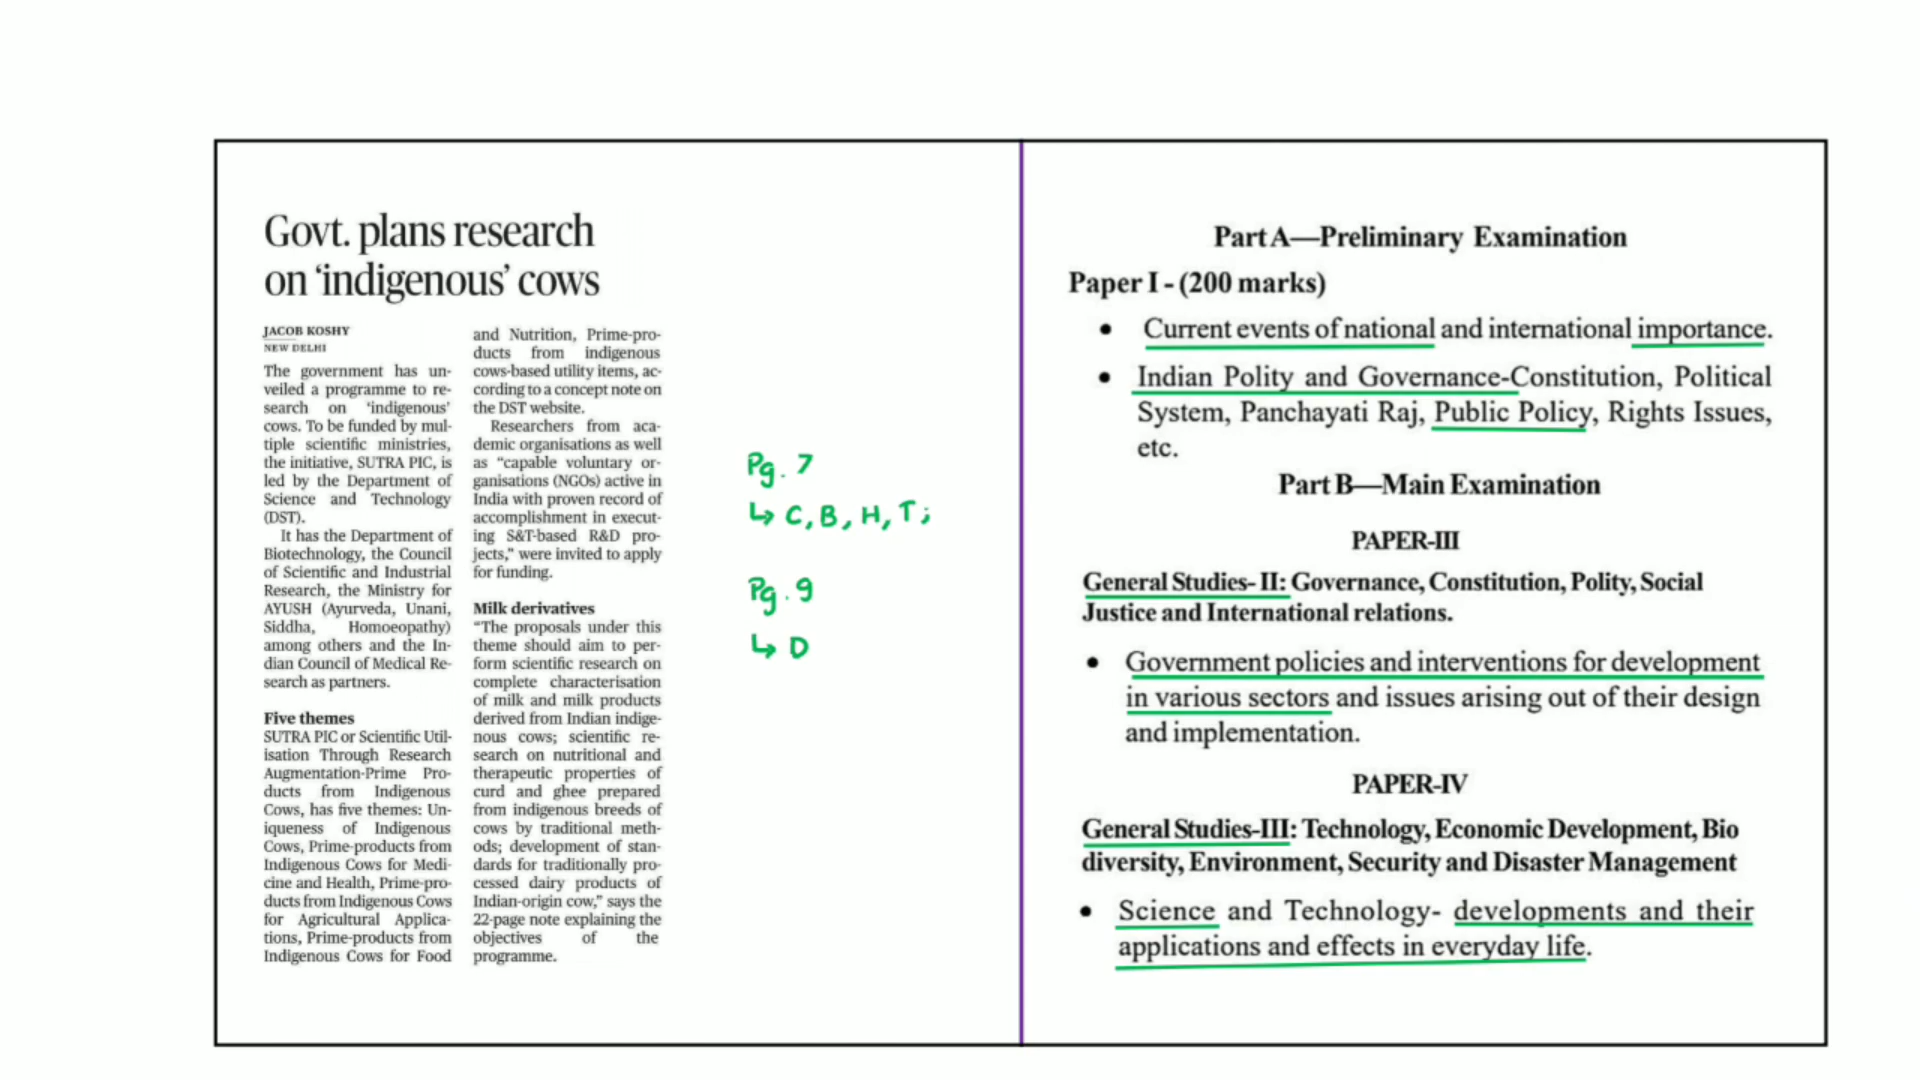 Govt. plans research
on ‘indigenous’ cows
JACOB KOSHY
NEW DELHI
The government has un-
veiled a programme to re-
search on ‘indigenous’
cows. To be funded by mul-
tiple scientific ministries,
the initiative, SUTRA PIC, is
led by the Department of
Science and Technology
(DST).
It has the Department of
Biotechnology, the Council
of Scientific and Industrial
Research, the Ministry for
AYUSH (Ayurveda, Unani,
Siddha, Homoeopathy)
among others and the In-
dian Council of Medical Re-
search as partners.
Five themes
SUTRA PIC or Scientific Util-
isation Through Research
Augmentation-Prime Pro-
ducts from Indigenous
Cows, has five themes: Un-
iqueness of Indigenous
Cows, Prime-products from
Indigenous Cows for Medi-
cine and Health, Prime-pro-
ducts from Indigenous Cows
for Agricultural Applica-
tions, Prime-products from
Indigenous Cows for Food
and Nutrition, Prime-pro-
ducts from indigenous
cows-based utility items, ac-
cording to a concept note on
the DST website.
Researchers from aca-
demic organisations as well
as “capable voluntary or-
ganisations (NGOs) active in
India with proven record of
accomplishment in execut-
ing S&T-based R&D pro-
jects,” were invited to apply
for funding.
Milk derivatives
“The proposals under this
theme should aim to per-
form scientific research on
complete characterisation
of milk and milk products
derived from Indian indige-
nous cows; scientific re-
search on nutritional and
therapeutic properties of
curd and ghee prepared
from indigenous breeds of
cows by traditional meth-
ods; development of stan-
dards for traditionally pro-
cessed dairy products of
Indian-origin cow,” says the
22-page note explaining the
objectives of the
programme.
Pg. 7
↳ C, B, H, T;
Pg. 9
↳ D
Part A—Preliminary Examination
Paper I - (200 marks)
• Current events of national and international importance.
• Indian Polity and Governance-Constitution, Political
System, Panchayati Raj, Public Policy, Rights Issues,
etc.
Part B—Main Examination
PAPER-III
General Studies- II: Governance, Constitution, Polity, Social
Justice and International relations.
• Government policies and interventions for development
in various sectors and issues arising out of their design
and implementation.
PAPER-IV
General Studies-III: Technology, Economic Development, Bio
diversity, Environment, Security and Disaster Management
• Science and Technology- developments and their
applications and effects in everyday life.